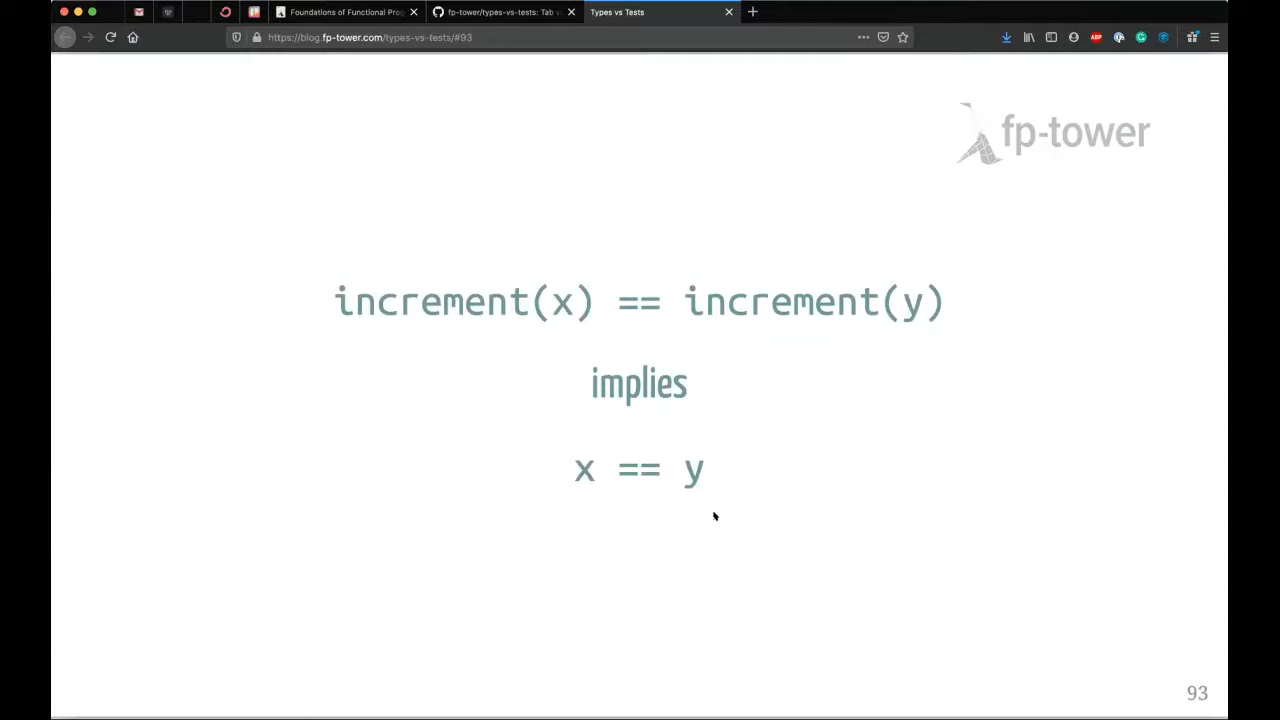 Foundations of Functional Prog
fp-tower/types-vs-tests: Tab v
Types vs Tests
https://blog.fp-tower.com/types-vs-tests/#93
ABP
fp-tower
increment(x) == increment(y)
implies
x == y
93